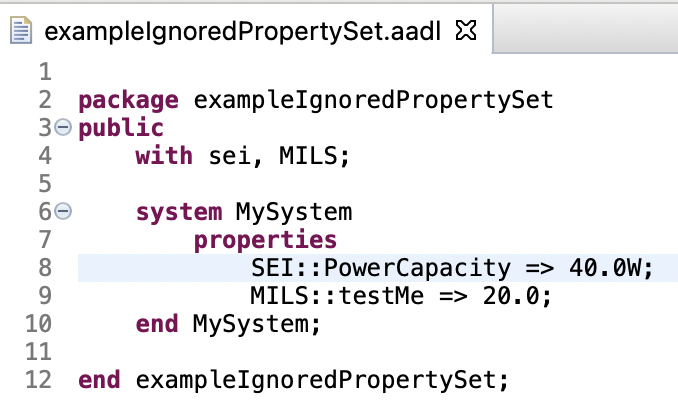 exampleIgnoredPropertySet.aadl
1
2 package exampleIgnoredPropertySet
3 public
4     with sei, MILS;
5
6     system MySystem
7         properties
8             SEI::PowerCapacity => 40.0W;
9             MILS::testMe => 20.0;
10     end MySystem;
11
12 end exampleIgnoredPropertySet;